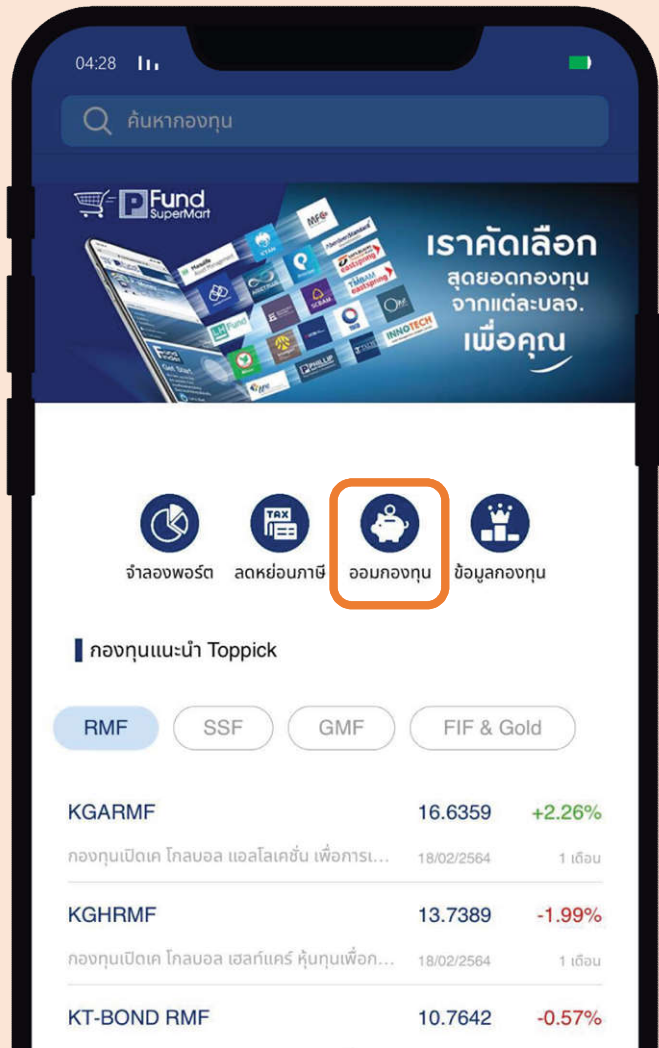 04:28
ค้นหากองทุน
P Fund
SuperMart
เราคัดเลือก
สุดยอดกองทุน
จากแต่ละบลจ.
เพื่อคุณ
MFC
KTAM
SCBAM
eastspring
TMBAM
eastspring
LH Fund
INNOTECH
PHILLIP
TAX
จำลองพอร์ต
ลดหย่อนภาษี
ออมกองทุน
ข้อมูลกองทุน
กองทุนแนะนำ Toppick
RMF SSF GMF FIF & Gold
KGARMF 16.6359 +2.26%
กองทุนเปิดเค โกลบอล แอลโลเคชั่น เพื่อการเ... 18/02/2564 1 เดือน
KGHRMF 13.7389 -1.99%
กองทุนเปิดเค โกลบอล เฮลท์แคร์ หุ้นทุนเพื่อก... 18/02/2564 1 เดือน
KT-BOND RMF 10.7642 -0.57%